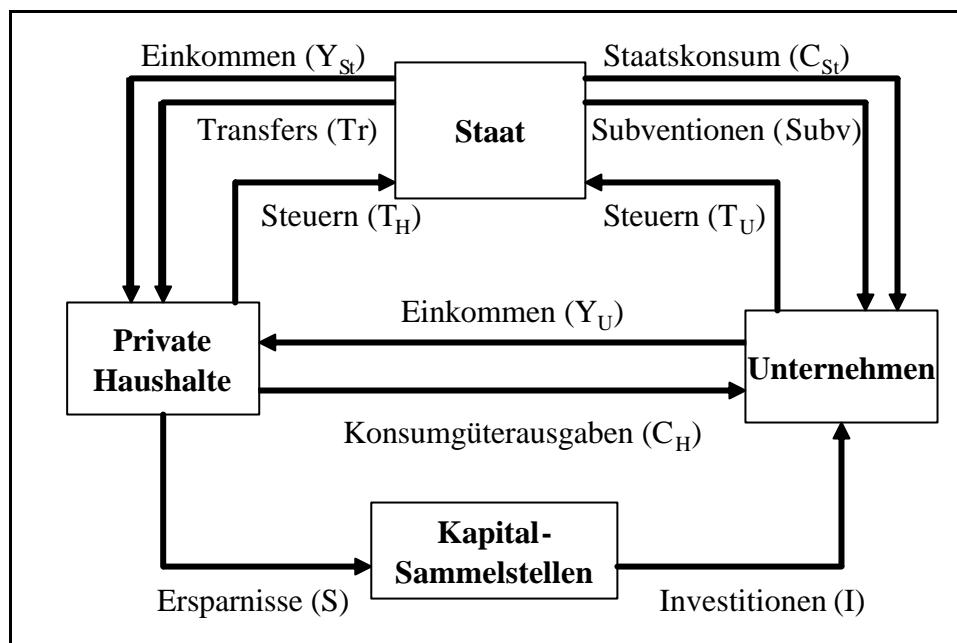 Einkommen (Y_St)
Staatskonsum (C_St)
Transfers (Tr)
Staat
Subventionen (Subv)
Steuern (T_H)
Steuern (T_U)
Einkommen (Y_U)
Private
Haushalte
Unternehmen
Konsumgüterausgaben (C_H)
Kapital-
Sammelstellen
Ersparnisse (S)
Investitionen (I)